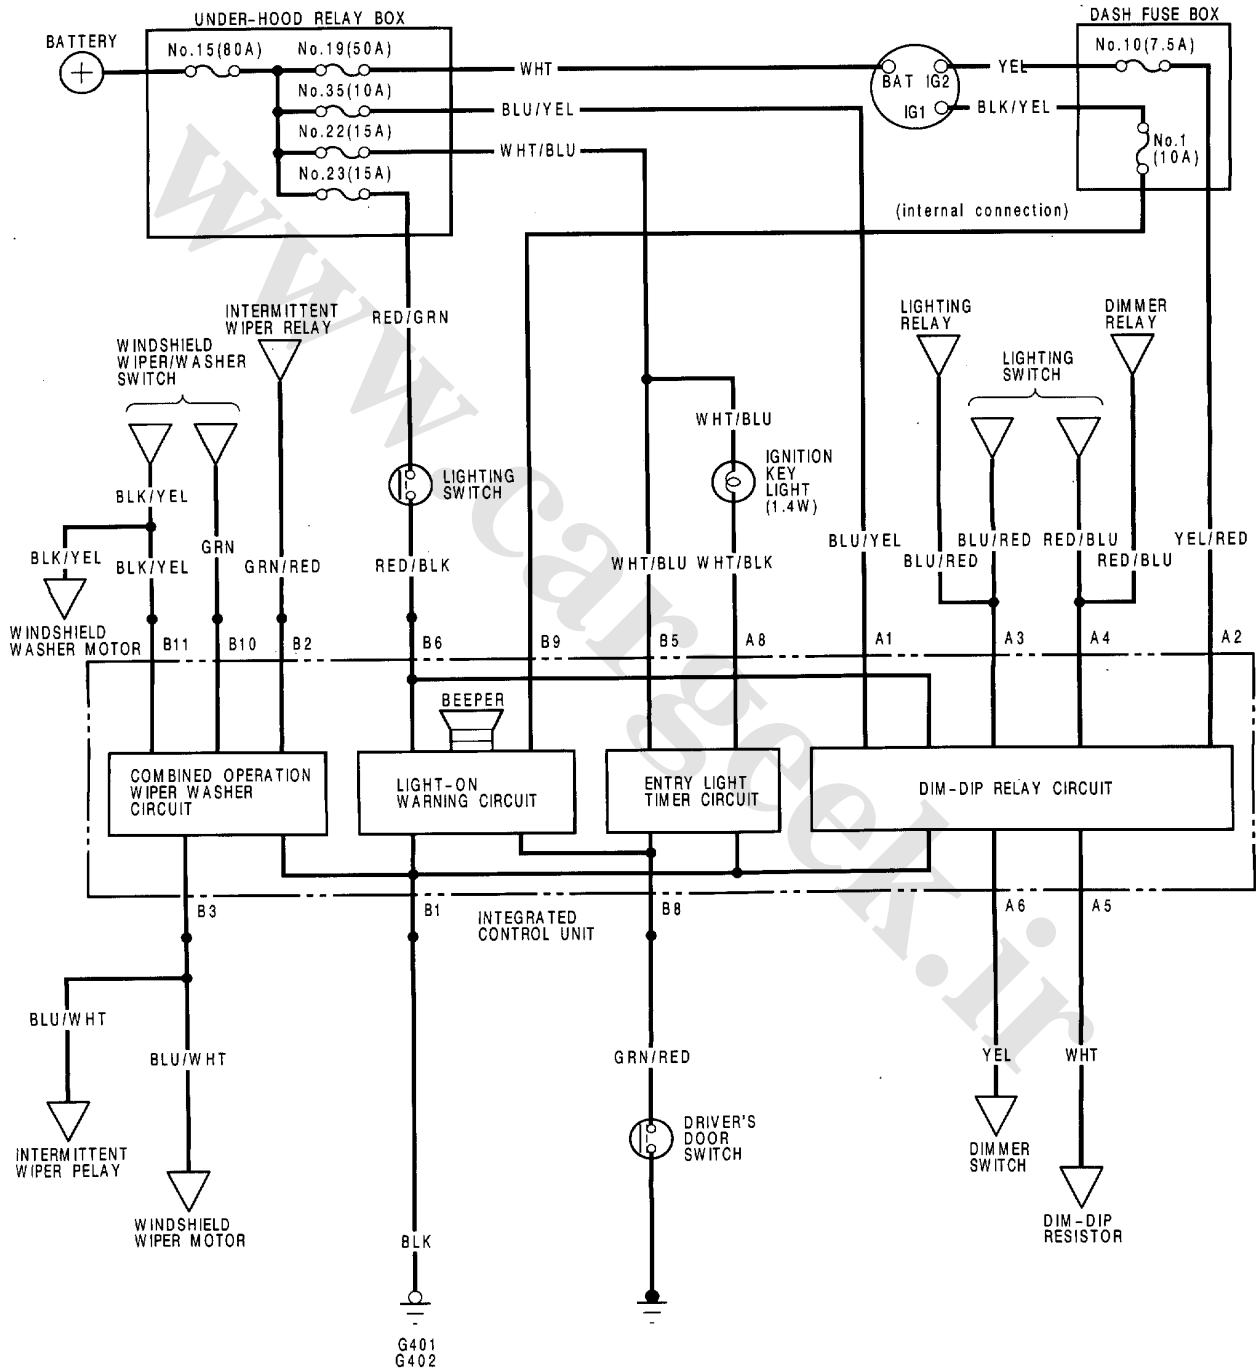 UNDER-HOOD RELAY BOX
DASH FUSE BOX
BATTERY
No.15(80A)
No.19(50A)
No.10(7.5A)
WHT
BAT
IG2
YEL
No.35(10A)
BLU/YEL
IG1
BLK/YEL
No.22(15A)
WHT/BLU
No.1
(10A)
No.23(15A)
(internal connection)
INTERMITTENT
WIPER RELAY
RED/GRN
LIGHTING
RELAY
DIMMER
RELAY
WINDSHIELD
WIPER/WASHER
SWITCH
LIGHTING
SWITCH
WHT/BLU
IGNITION
KEY
LIGHT
(1.4W)
LIGHTING
SWITCH
BLK/YEL
BLK/YEL
BLK/YEL
GRN
GRN/RED
RED/BLK
WHT/BLU
WHT/BLK
BLU/YEL
BLU/RED
BLU/RED
RED/BLU
RED/BLU
YEL/RED
WINDSHIELD
WASHER MOTOR
B11
B10
B2
B6
B9
B5
A8
A1
A3
A4
A2
BEEPER
COMBINED OPERATION
WIPER WASHER
CIRCUIT
LIGHT-ON
WARNING CIRCUIT
ENTRY LIGHT
TIMER CIRCUIT
DIM-DIP RELAY CIRCUIT
B3
B1
INTEGRATED
CONTROL UNIT
B8
A6
A5
BLU/WHT
BLU/WHT
GRN/RED
YEL
WHT
INTERMITTENT
WIPER PELAY
DRIVER'S
DOOR
SWITCH
DIMMER
SWITCH
WINDSHIELD
WIPER MOTOR
DIM-DIP
RESISTOR
BLK
G401
G402
www.cargeek.ir